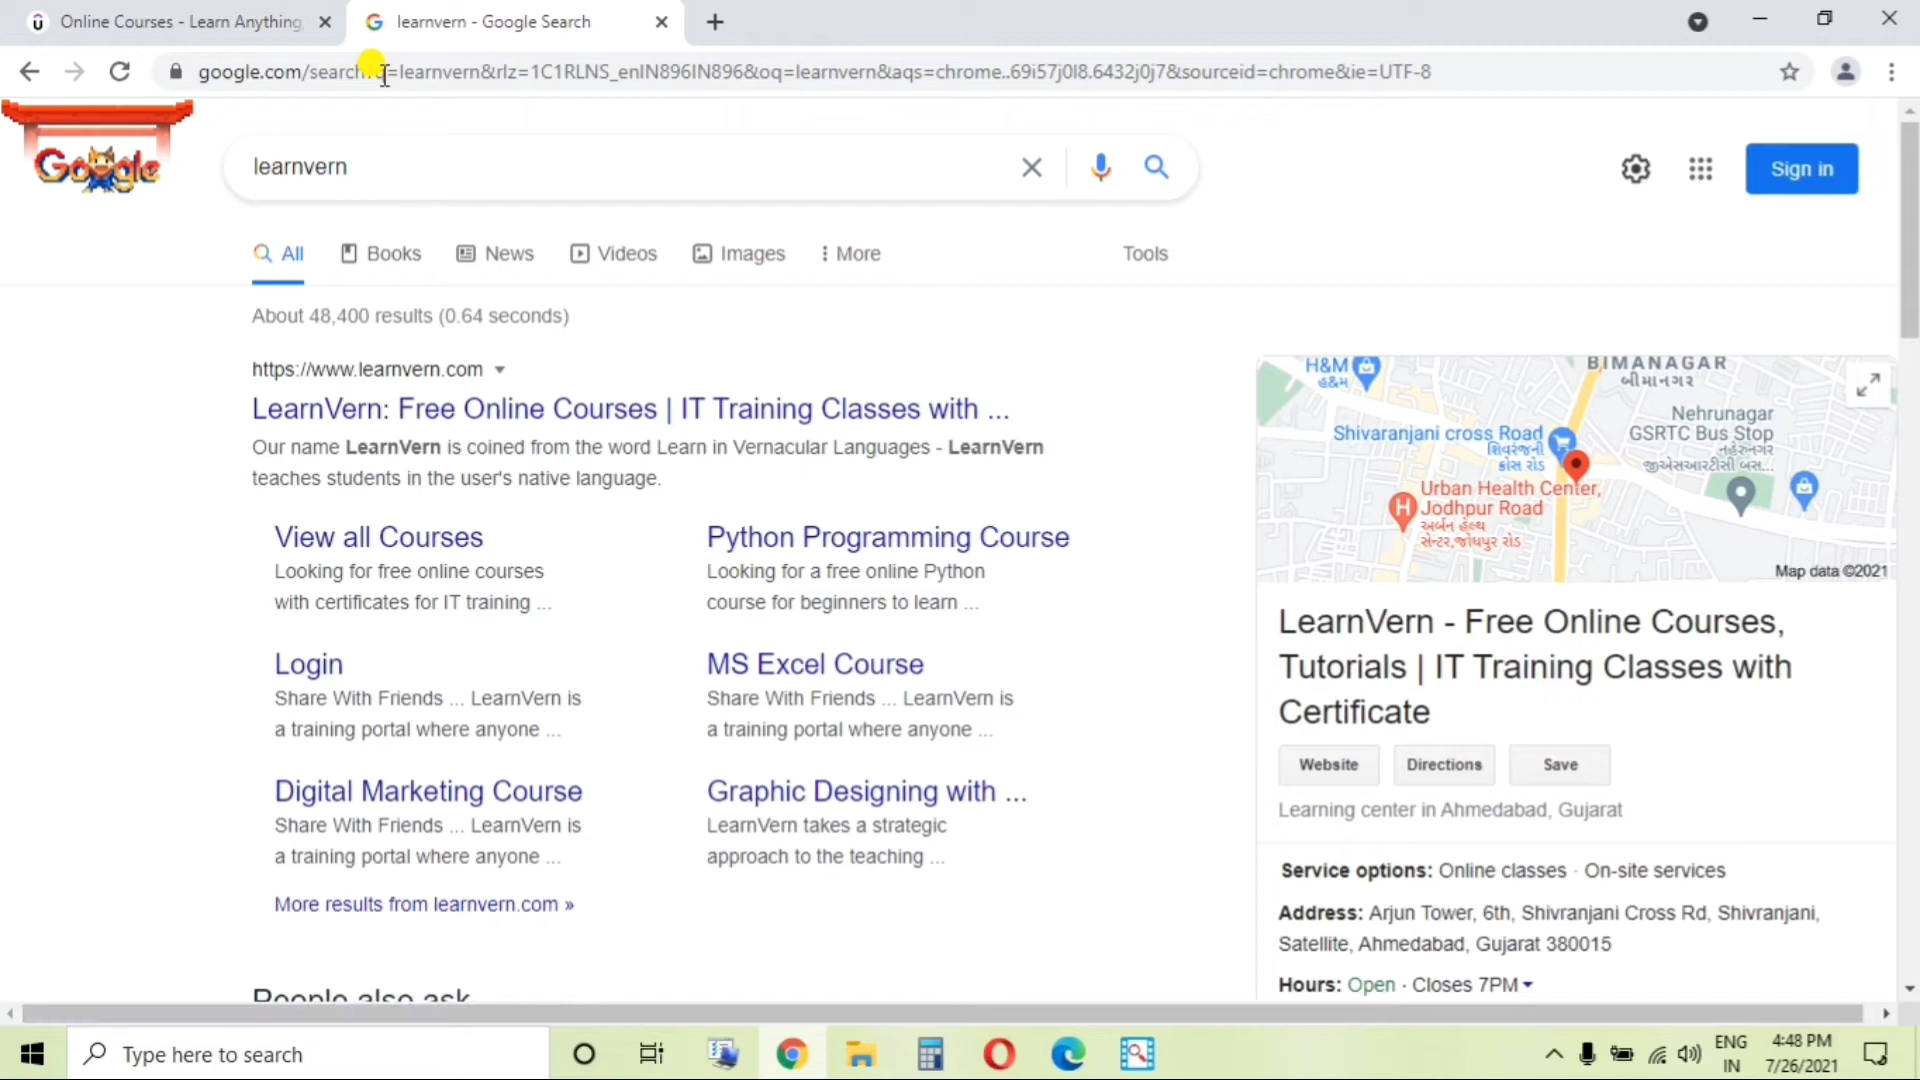 Online Courses - Learn Anything,
learnvern - Google Search
google.com/search?q=learnvern&rlz=1C1RLNS_enIN896IN896&oq=learnvern&aqs=chrome..69i57j0l8.6432j0j7&sourceid=chrome&ie=UTF-8
Google
learnvern
Sign in
All
Books
News
Videos
Images
More
Tools
About 48,400 results (0.64 seconds)
https://www.learnvern.com
LearnVern: Free Online Courses | IT Training Classes with ...
Our name LearnVern is coined from the word Learn in Vernacular Languages - LearnVern
teaches students in the user's native language.
View all Courses
Looking for free online courses
with certificates for IT training ...
Python Programming Course
Looking for a free online Python
course for beginners to learn ...
Login
Share With Friends ... LearnVern is
a training portal where anyone ...
MS Excel Course
Share With Friends ... LearnVern is
a training portal where anyone ...
Digital Marketing Course
Share With Friends ... LearnVern is
a training portal where anyone ...
Graphic Designing with ...
LearnVern takes a strategic
approach to the teaching ...
More results from learnvern.com »
People also ask
H&M
BIMANAGAR
બીમાનગર
Nehrunagar
GSRTC Bus Stop
Shivaranjani cross Road
શિવરંજની
ક્રોસ રોડ
Urban Health Center,
Jodhpur Road
અર્બન હેલ્થ
સેન્ટર,જોધપુર રોડ
Map data ©2021
LearnVern - Free Online Courses,
Tutorials | IT Training Classes with
Certificate
Website
Directions
Save
Learning center in Ahmedabad, Gujarat
Service options: Online classes · On-site services
Address: Arjun Tower, 6th, Shivranjani Cross Rd, Shivranjani,
Satellite, Ahmedabad, Gujarat 380015
Hours: Open · Closes 7PM
Type here to search
ENG
IN
4:48 PM
7/26/2021